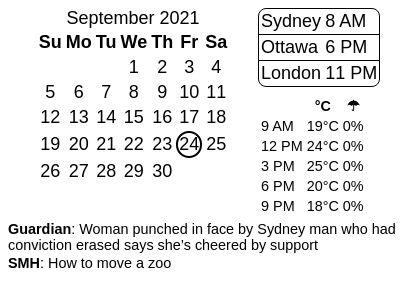 September 2021
Su Mo Tu We Th Fr Sa
1 2 3 4
5 6 7 8 9 10 11
12 13 14 15 16 17 18
19 20 21 22 23 24 25
26 27 28 29 30
Sydney 8 AM
Ottawa 6 PM
London 11 PM
°C ☂
9 AM 19°C 0%
12 PM 24°C 0%
3 PM 25°C 0%
6 PM 20°C 0%
9 PM 18°C 0%
Guardian: Woman punched in face by Sydney man who had
conviction erased says she’s cheered by support
SMH: How to move a zoo